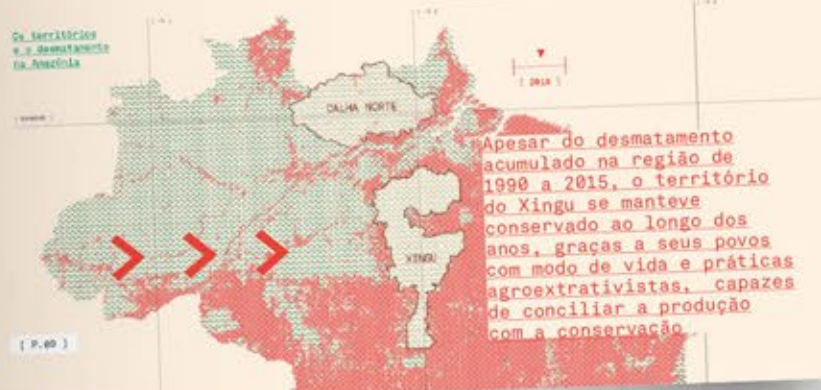 Os territórios
e o desmatamento
na Amazônia
CALHA NORTE
XINGU
Apesar do desmatamento
acumulado na região de
1990 a 2015, o território
do Xingu se manteve
conservado ao longo dos
anos, graças a seus povos
com modo de vida e práticas
agroextrativistas, capazes
de conciliar a produção
com a conservação